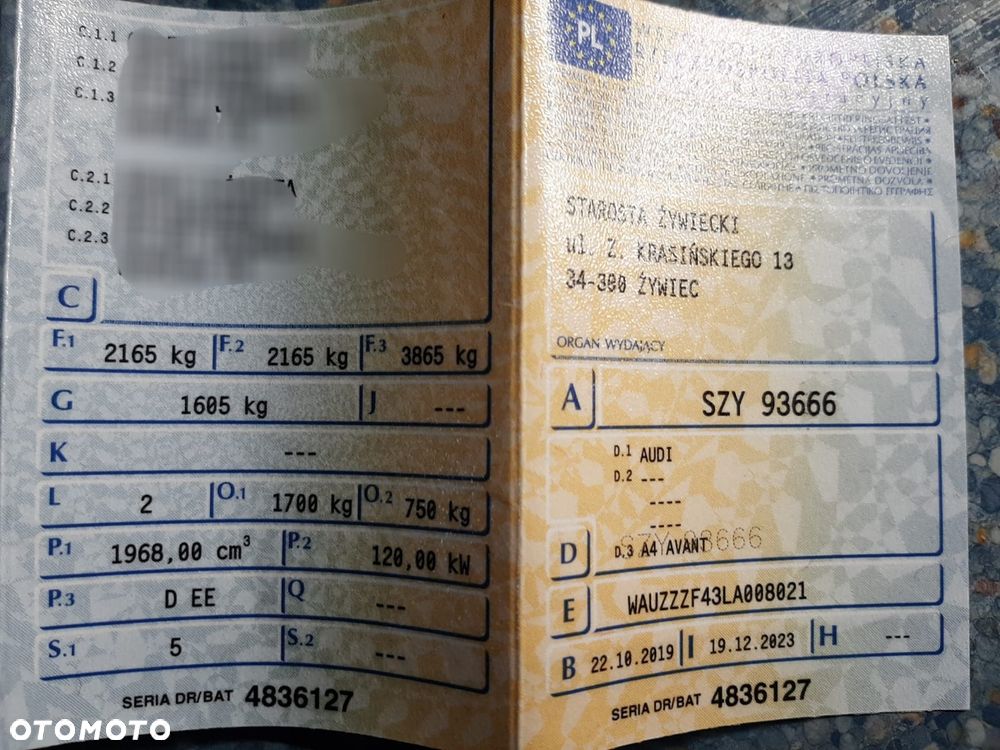 C.1.1
C.1.2
C.1.3
C.2.1
C.2.2
C.2.3
C
F.1 2165 kg F.2 2165 kg F.3 3865 kg
G 1605 kg J ---
K ---
L 2 O.1 1700 kg O.2 750 kg
P.1 1968,00 cm³ P.2 120,00 kW
P.3 D EE Q ---
S.1 5 S.2 ---
SERIA DR/BAT 4836127
PL
POLSKA
STAROSTA ŻYWIECKI
ul. Z. KRASIŃSKIEGO 13
34-300 ŻYWIEC
ORGAN WYDAJĄCY
A SZY 93666
D.1 AUDI
D.2 ---
----
----
SZY 93666
D D.3 A4 AVANT
E WAUZZZF43LA008021
B 22.10.2019 I 19.12.2023 H ---
SERIA DR/BAT 4836127
OTOMOTO